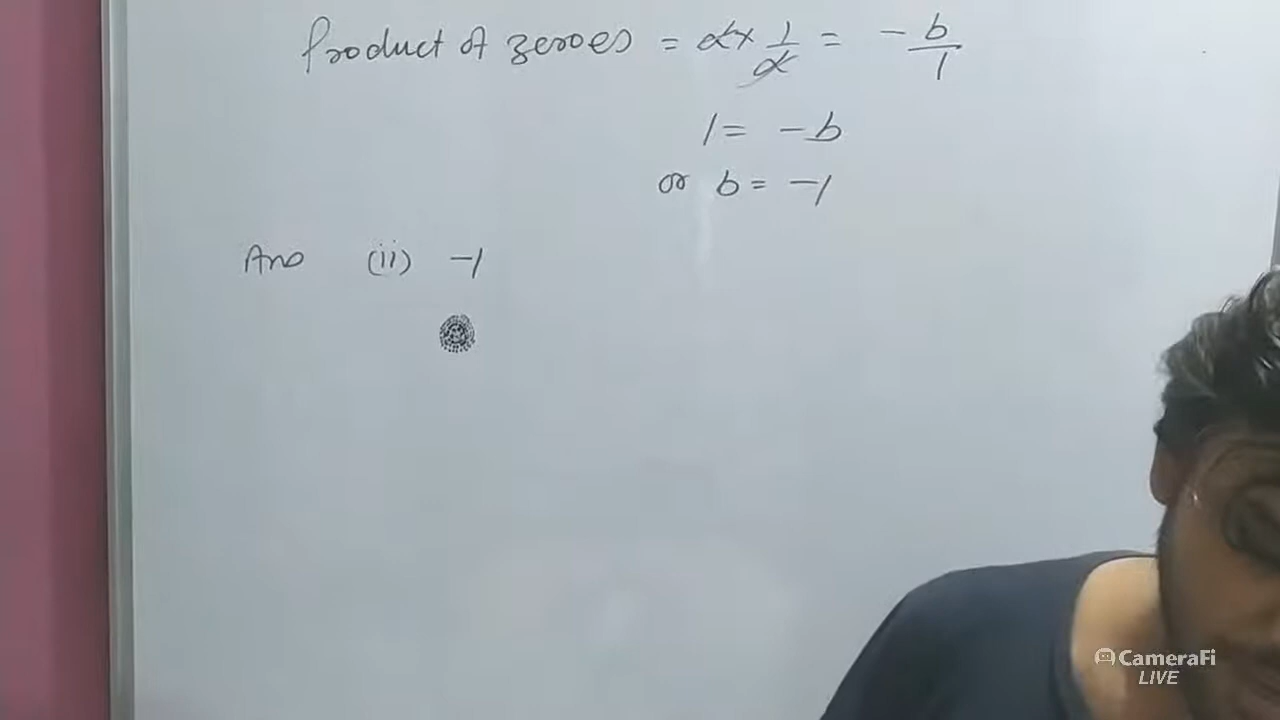 Product of zeroes = α × 1/α = - b/1
1 = - b
or b = -1
Ans (ii) -1
CameraFi
LIVE